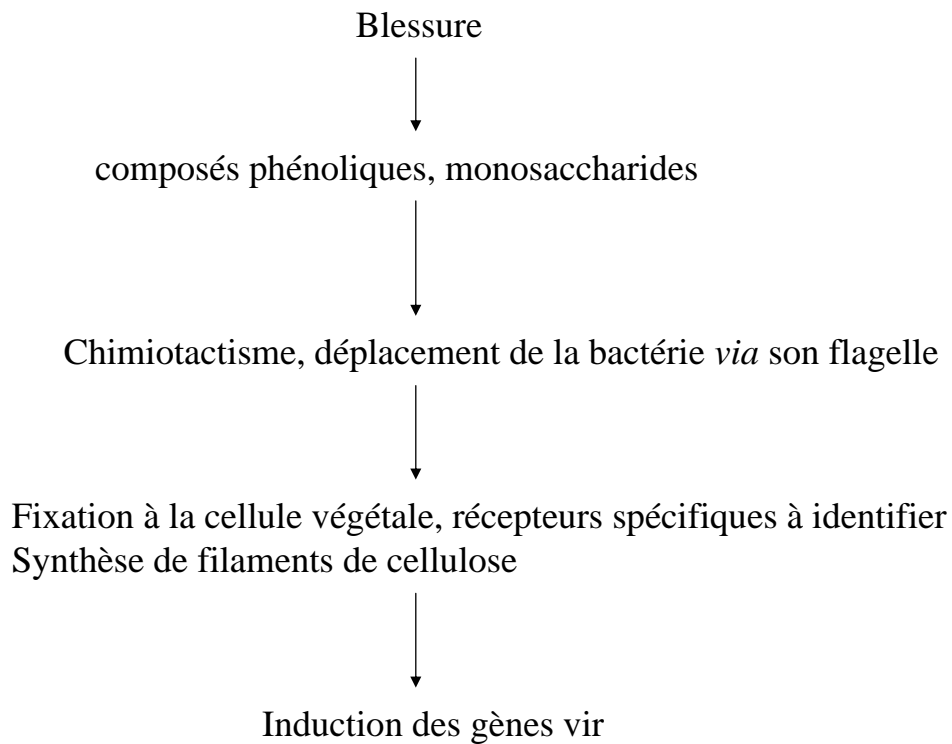 Blessure
composés phénoliques, monosaccharides
Chimiotactisme, déplacement de la bactérie via son flagelle
Fixation à la cellule végétale, récepteurs spécifiques à identifier
Synthèse de filaments de cellulose
Induction des gènes vir